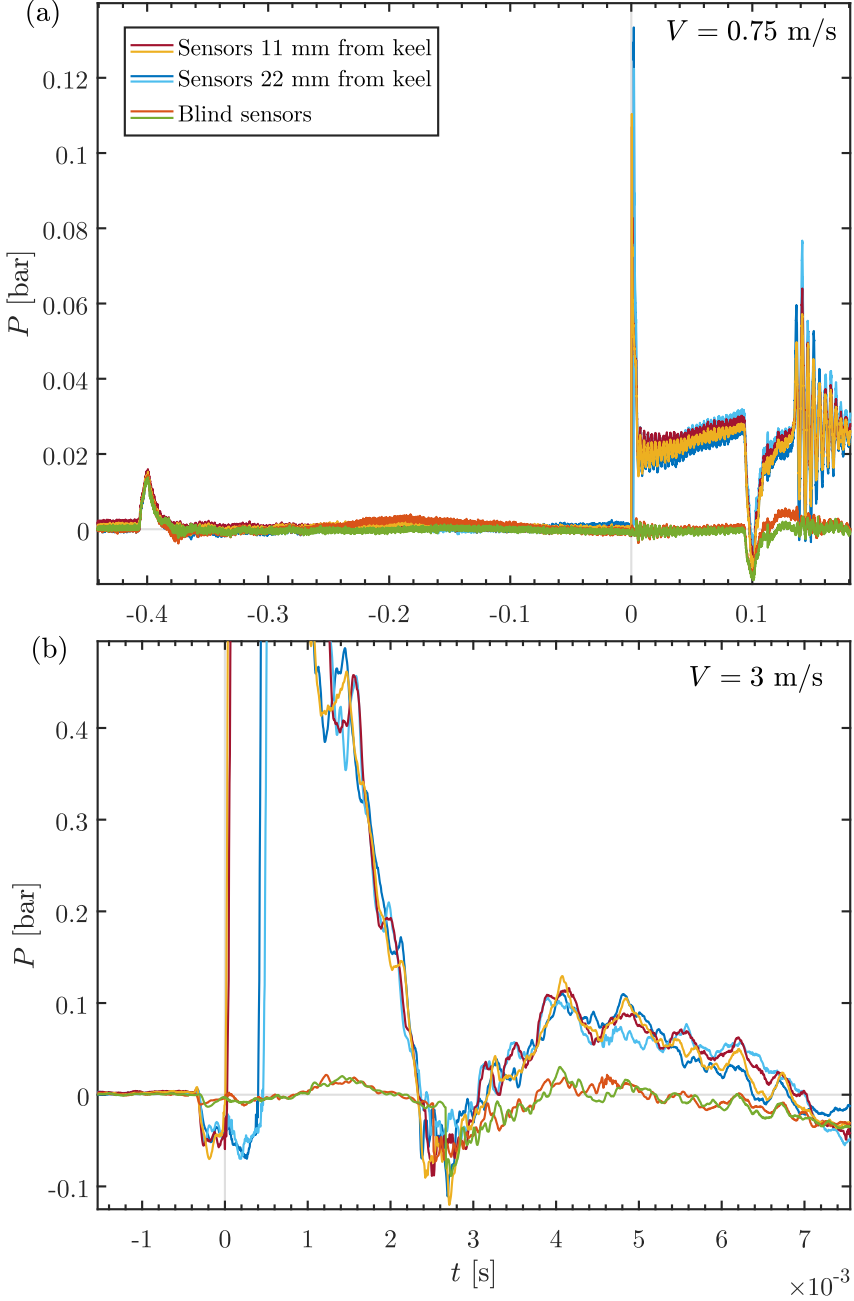 (a)
V = 0.75 m/s
Sensors 11 mm from keel
Sensors 22 mm from keel
Blind sensors
P [bar]
0.12
0.1
0.08
0.06
0.04
0.02
0
-0.4 -0.3 -0.2 -0.1 0 0.1
(b)
V = 3 m/s
P [bar]
0.4
0.3
0.2
0.1
0
-0.1
-1 0 1 2 3 4 5 6 7
t [s]
×10⁻³